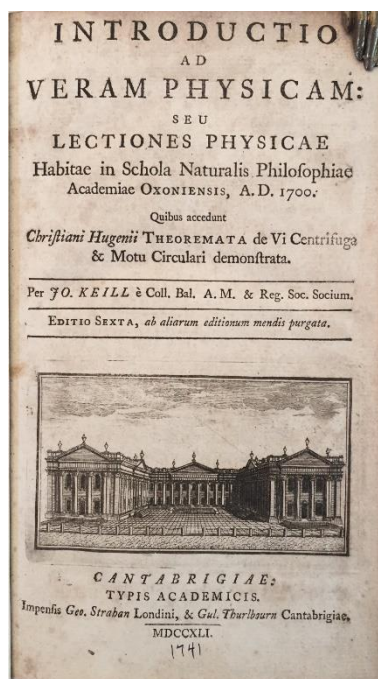 INTRODUCTIO
AD
VERAM PHYSICAM:
SEU
LECTIONES PHYSICAE
Habitae in Schola Naturalis Philosophiae
Academiae OXONIENSIS, A.D. 1700.
Quibus accedunt
Chriſtiani Hugenii THEOREMATA de Vi Centrifuga
& Motu Circulari demonſtrata.
Per JO. KEILL è Coll. Bal. A. M. & Reg. Soc. Socium.
EDITIO SEXTA, ab aliarum editionum mendis purgata.
CANTABRIGIAE:
TYPIS ACADEMICIS.
Impenſis Geo. Strahan Londini, & Gul. Thurlbourn Cantabrigiae,
MDCCXLI.
1741